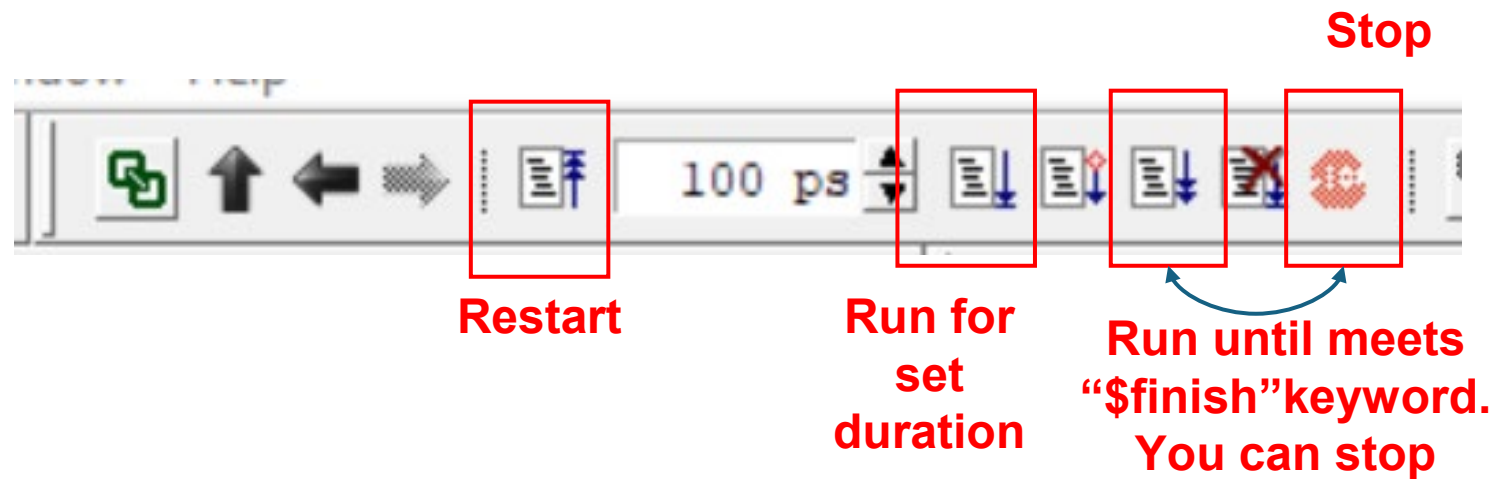 Stop
100 ps
Restart
Run for
set
duration
Run until meets
“$finish”keyword.
You can stop